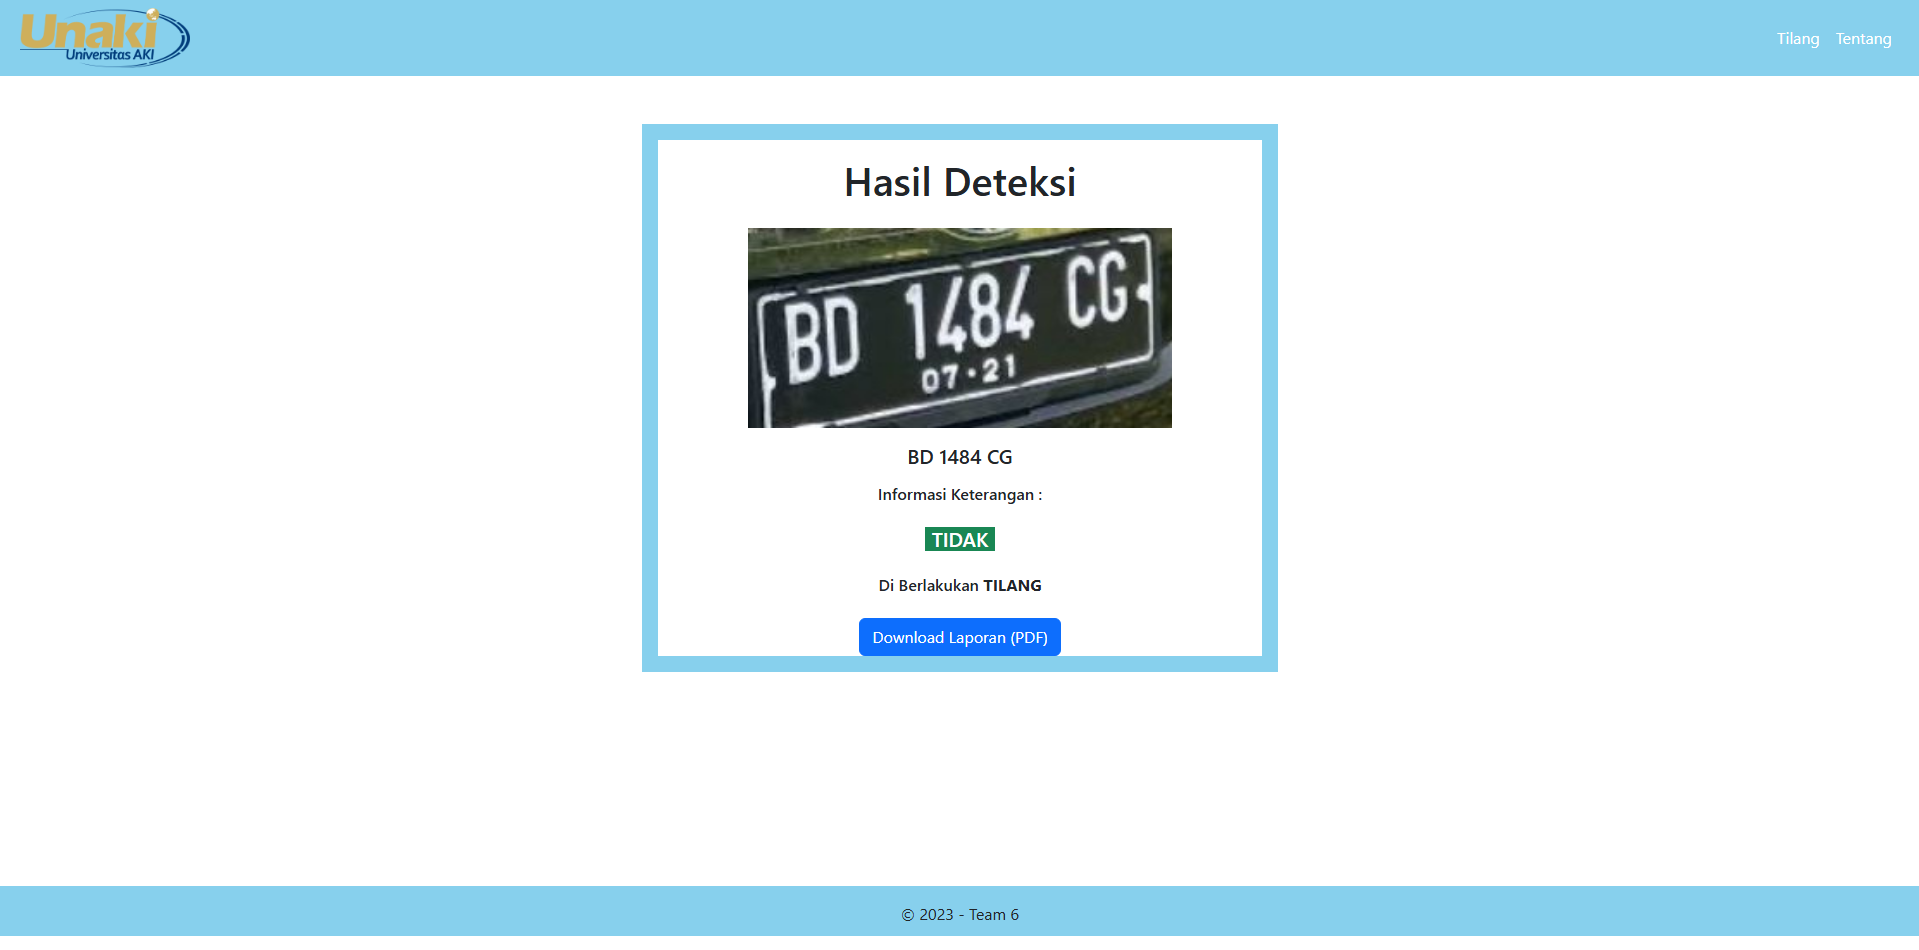 Unaki
Universitas AKI
Tilang Tentang
Hasil Deteksi
BD 1484 CG
07·21
BD 1484 CG
Informasi Keterangan :
TIDAK
Di Berlakukan TILANG
Download Laporan (PDF)
© 2023 - Team 6